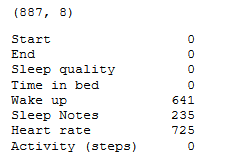 (887, 8)
Start 0
End 0
Sleep quality 0
Time in bed 0
Wake up 641
Sleep Notes 235
Heart rate 725
Activity (steps) 0